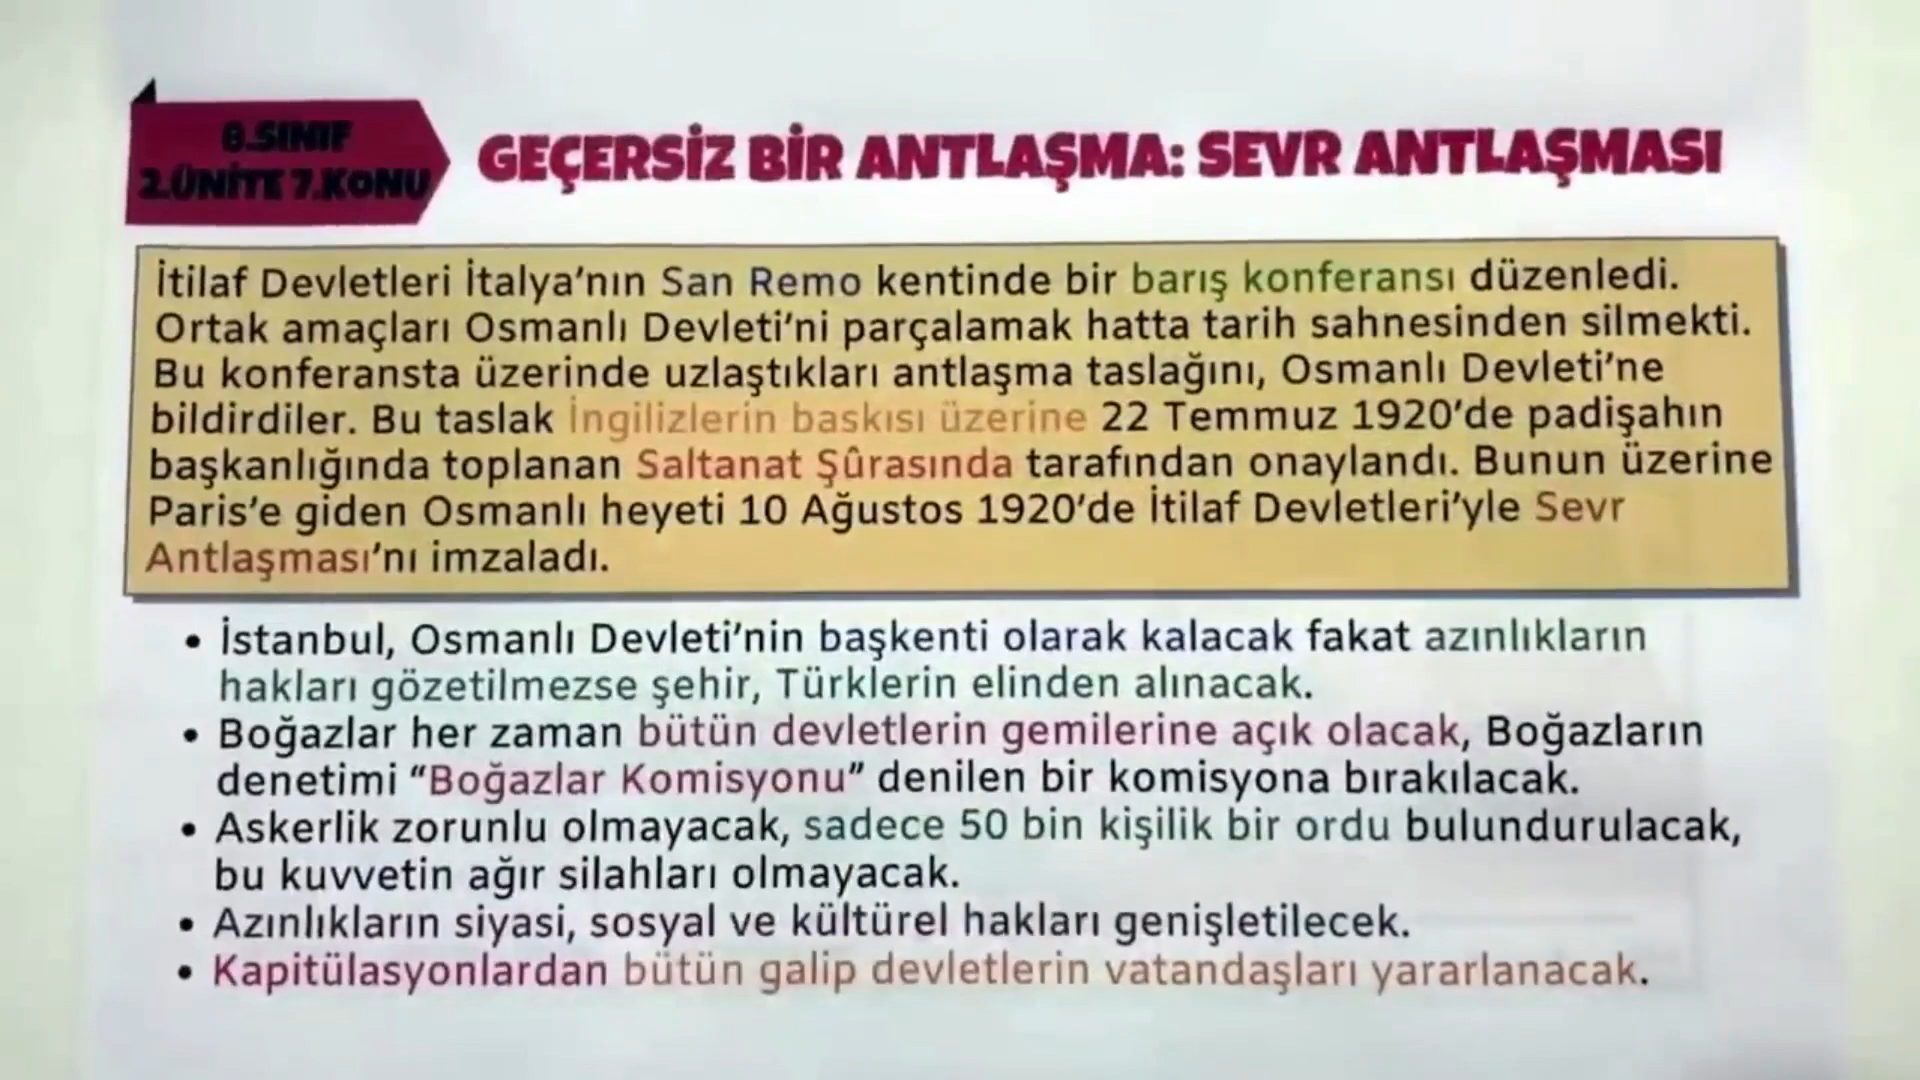 8.SINIF
2.ÜNİTE 7.KONU
GEÇERSİZ BİR ANTLAŞMA: SEVR ANTLAŞMASI
İtilaf Devletleri İtalya’nın San Remo kentinde bir barış konferansı düzenledi.
Ortak amaçları Osmanlı Devleti’ni parçalamak hatta tarih sahnesinden silmekti.
Bu konferansta üzerinde uzlaştıkları antlaşma taslağını, Osmanlı Devleti’ne
bildirdiler. Bu taslak İngilizlerin baskısı üzerine 22 Temmuz 1920’de padişahın
başkanlığında toplanan Saltanat Şûrasında tarafından onaylandı. Bunun üzerine
Paris’e giden Osmanlı heyeti 10 Ağustos 1920’de İtilaf Devletleri’yle Sevr
Antlaşması’nı imzaladı.
• İstanbul, Osmanlı Devleti’nin başkenti olarak kalacak fakat azınlıkların
hakları gözetilmezse şehir, Türklerin elinden alınacak.
• Boğazlar her zaman bütün devletlerin gemilerine açık olacak, Boğazların
denetimi “Boğazlar Komisyonu” denilen bir komisyona bırakılacak.
• Askerlik zorunlu olmayacak, sadece 50 bin kişilik bir ordu bulundurulacak,
bu kuvvetin ağır silahları olmayacak.
• Azınlıkların siyasi, sosyal ve kültürel hakları genişletilecek.
• Kapitülasyonlardan bütün galip devletlerin vatandaşları yararlanacak.